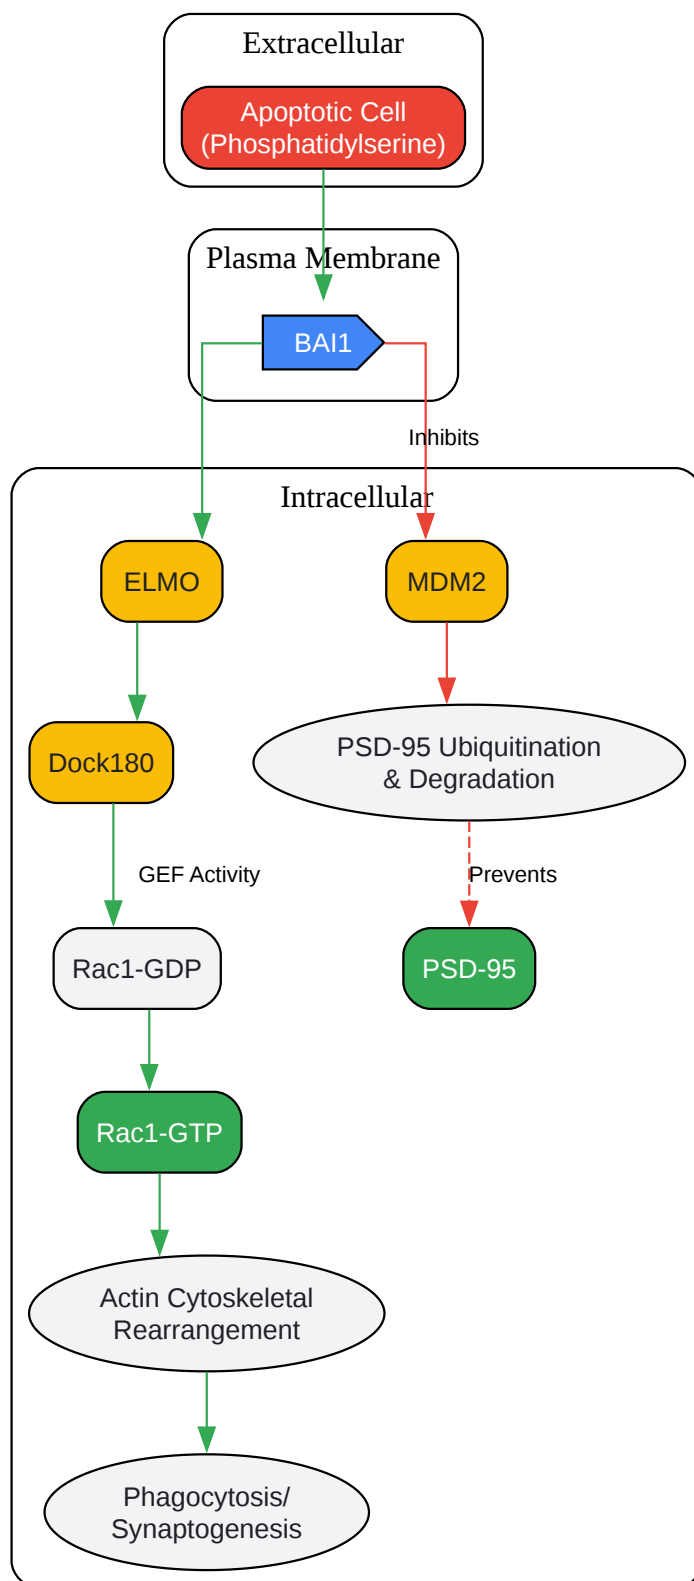 Extracellular
Apoptotic Cell
(Phosphatidylserine)
Plasma Membrane
BAI1
Inhibits
Intracellular
ELMO
MDM2
Dock180
PSD-95 Ubiquitination
& Degradation
GEF Activity
Prevents
Rac1-GDP
PSD-95
Rac1-GTP
Actin Cytoskeletal
Rearrangement
Phagocytosis/
Synaptogenesis